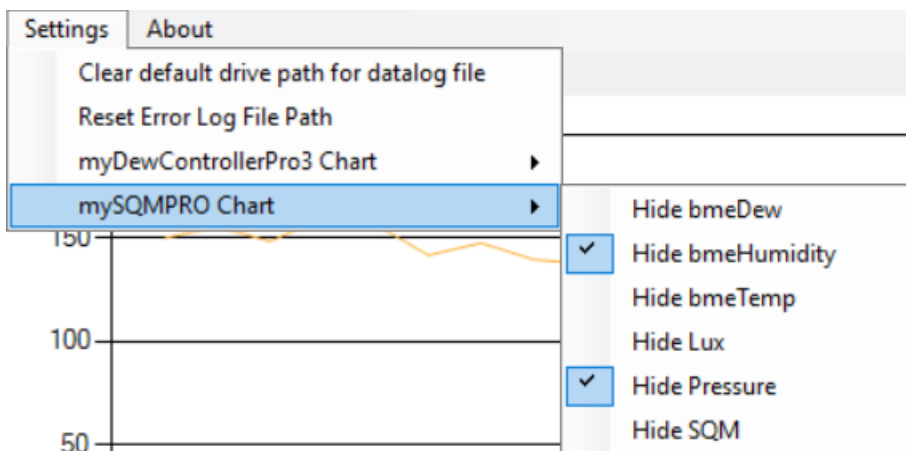 Settings About
Clear default drive path for datalog file
Reset Error Log File Path
myDewControllerPro3 Chart
mySQMPRO Chart
Hide bmeDew
150
Hide bmeHumidity
Hide bmeTemp
100
Hide Lux
Hide Pressure
Hide SQM
50